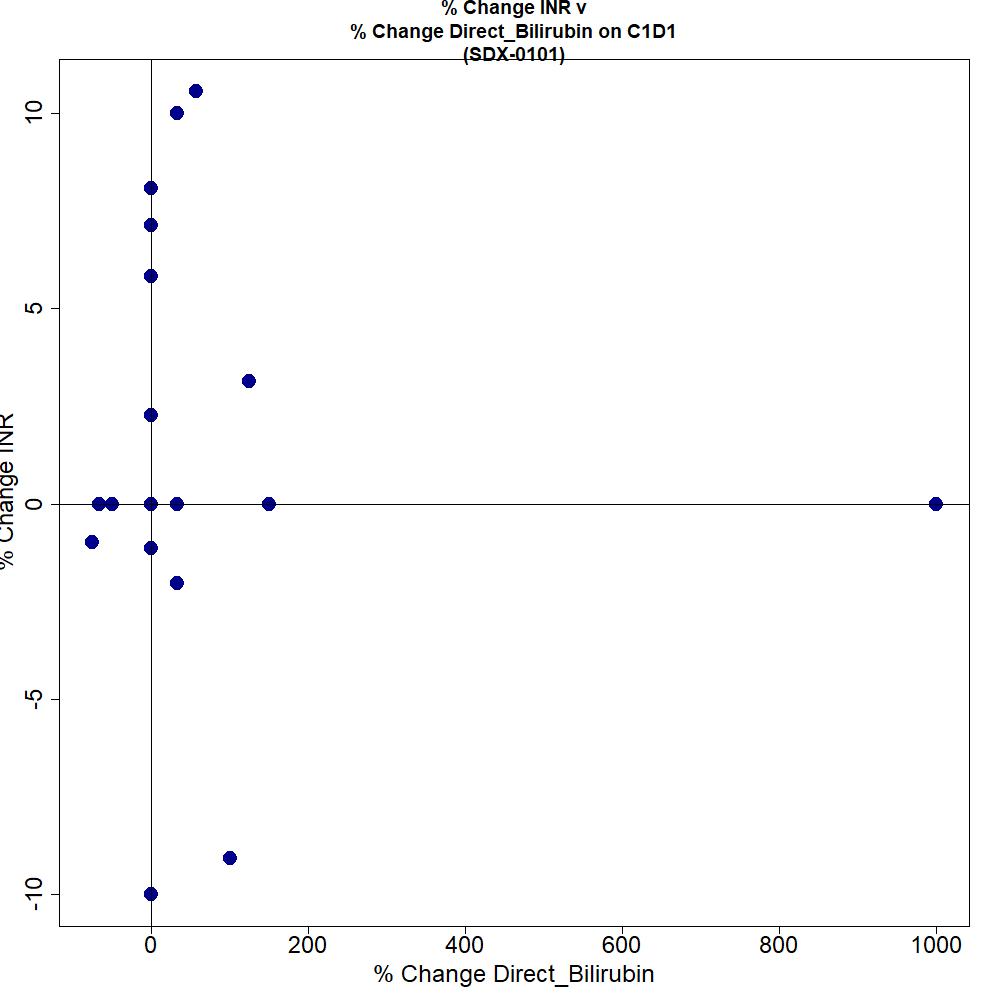 % Change INR v
% Change Direct_Bilirubin on C1D1
(SDX-0101)
10
5
0
-5
-10
% Change INR
0 200 400 600 800 1000
% Change Direct_Bilirubin